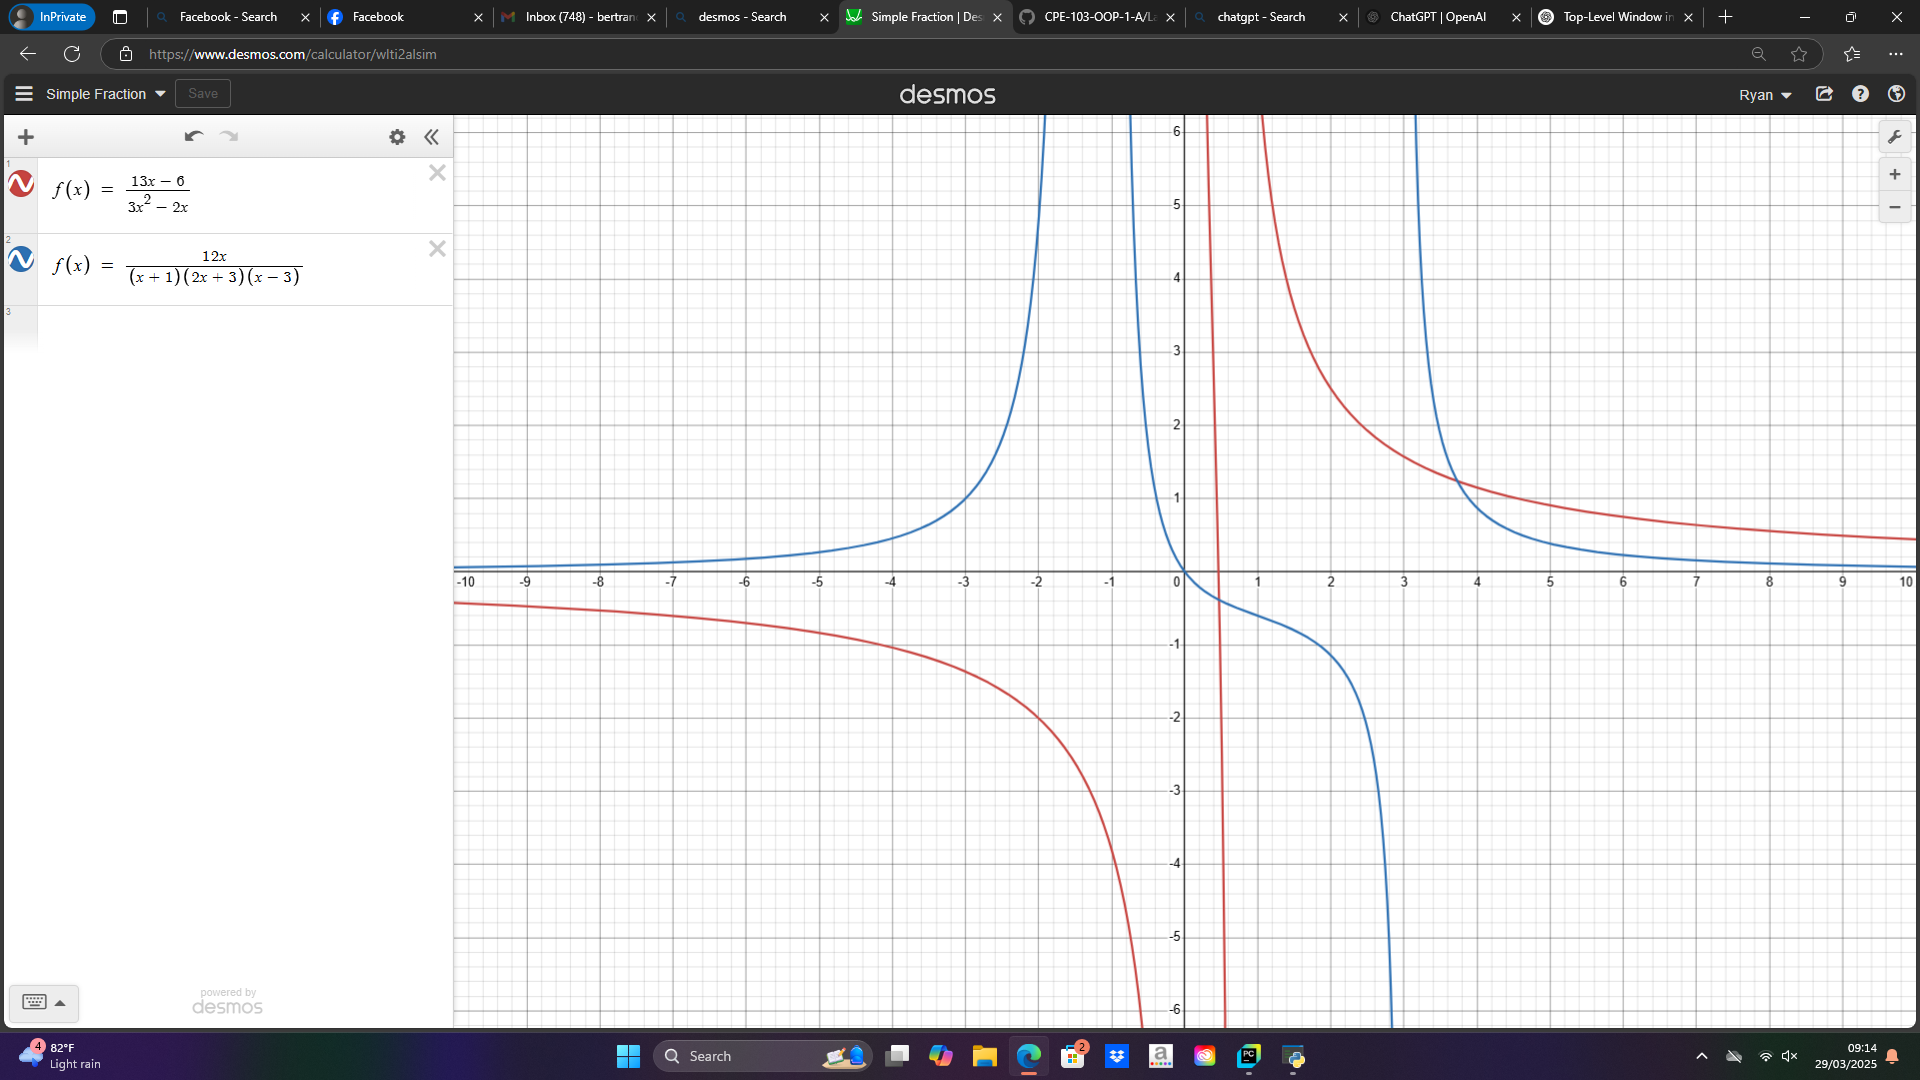 InPrivate
Facebook - Search
Facebook
Inbox (748) - bertran
desmos - Search
Simple Fraction | Des
CPE-103-OOP-1-A/La
chatgpt - Search
ChatGPT | OpenAI
Top-Level Window in
https://www.desmos.com/calculator/wlti2alsim
Simple Fraction
Save
desmos
Ryan
1
f(x) = (13x − 6)/(3x² − 2x)
2
f(x) = 12x/((x + 1)(2x + 3)(x − 3))
3
6
5
4
3
2
1
-10 -9 -8 -7 -6 -5 -4 -3 -2 -1 0 1 2 3 4 5 6 7 8 9 10
-1
-2
-3
-4
-5
-6
powered by
desmos
4
82°F
Light rain
Search
2
a
PC
09:14
29/03/2025